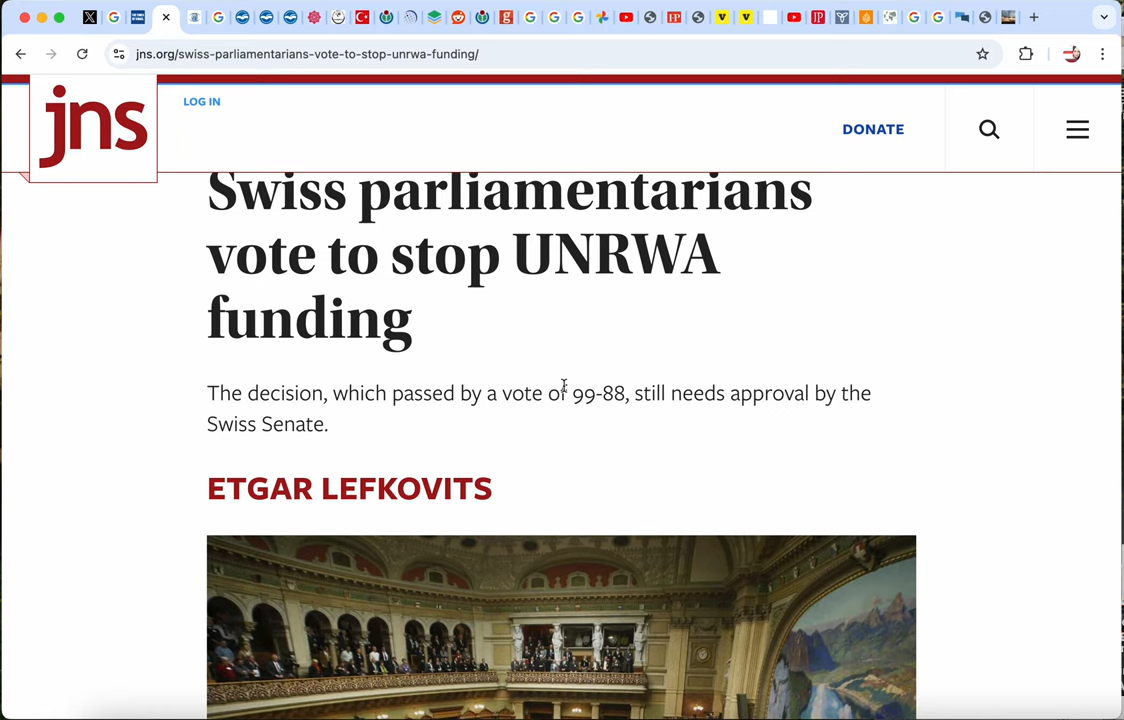 jns.org/swiss-parliamentarians-vote-to-stop-unrwa-funding/
jns
LOG IN
DONATE
Swiss parliamentarians
vote to stop UNRWA
funding
The decision, which passed by a vote of 99-88, still needs approval by the
Swiss Senate.
ETGAR LEFKOVITS